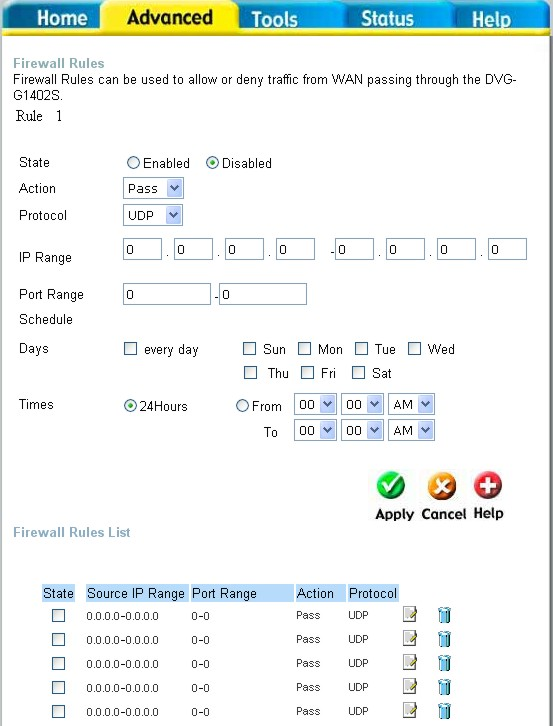 Home Advanced Tools Status Help
Firewall Rules
Firewall Rules can be used to allow or deny traffic from WAN passing through the DVG-
G1402S.
Rule 1
State Enabled Disabled
Action Pass
Protocol UDP
IP Range 0 . 0 . 0 . 0 - 0 . 0 . 0 . 0
Port Range 0 - 0
Schedule
Days every day Sun Mon Tue Wed
Thu Fri Sat
Times 24Hours From 00 00 AM
To 00 00 AM
Apply Cancel Help
Firewall Rules List
State Source IP Range Port Range Action Protocol
0.0.0.0-0.0.0.0 0-0 Pass UDP
0.0.0.0-0.0.0.0 0-0 Pass UDP
0.0.0.0-0.0.0.0 0-0 Pass UDP
0.0.0.0-0.0.0.0 0-0 Pass UDP
0.0.0.0-0.0.0.0 0-0 Pass UDP